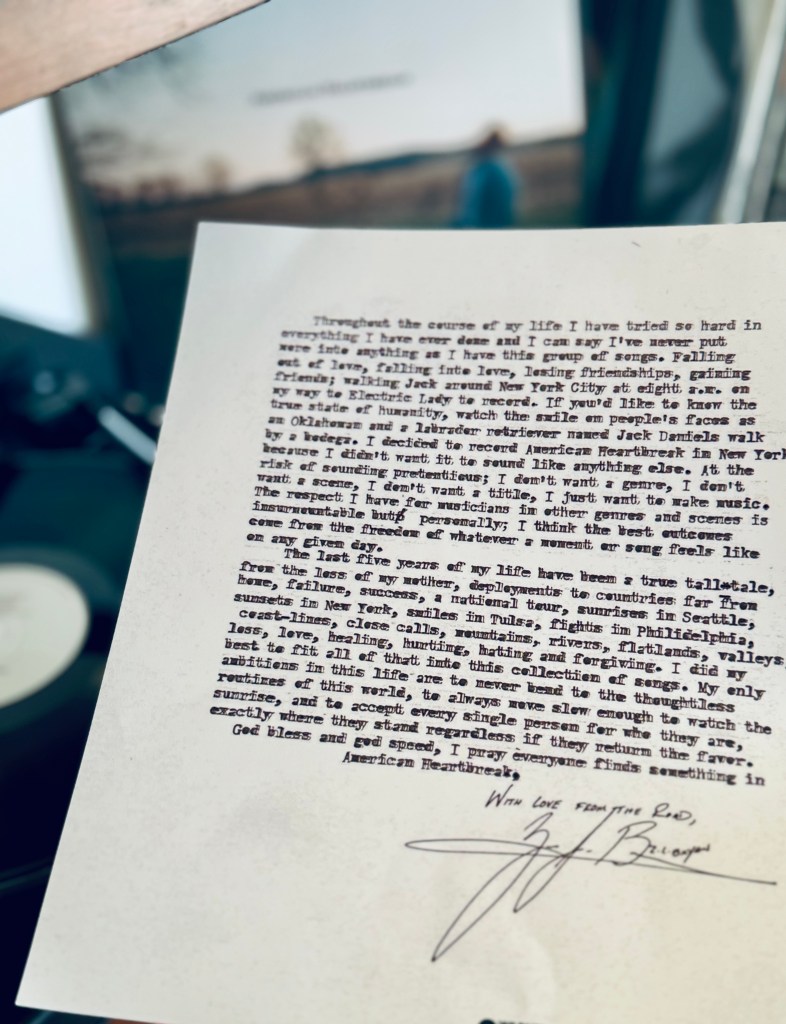 Throughout the course of my life I have tried so hard in
everything I have ever done and I can say I've never put
more into anything as I have this group of songs. Falling
out of love, falling into love, losing friendships, gaining
friends; walking Jack around New York City at eight a.m. on
my way to Electric Lady to record. If you'd like to know the
true state of humanity, watch the smile on people's faces as
an Oklahoman and a labrador retriever named Jack Daniels walk
by a bodega. I decided to record American Heartbreak in New York
because I didn't want it to sound like anything else. At the
risk of sounding pretentious; I don't want a genre, I don't
want a scene, I don't want a title, I just want to make music.
The respect I have for musicians in other genres and scenes is
insurmountable but personally; I think the best outcomes
come from the freedom of whatever a moment or song feels like
on any given day.
The last five years of my life have been a true tall-tale,
from the loss of my mother, deployments to countries far from
home, failure, success, a national tour, sunrises in Seattle,
sunsets in New York, smiles in Tulsa, fights in Philidelphia,
coast-lines, close calls, mountains, rivers, flatlands, valleys,
loss, love, healing, hurting, hating and forgiving. I did my
best to fit all of that into this collection of songs. My only
ambitions in this life are to never bend to the thoughtless
routines of this world, to always move slow enough to watch the
sunrise, and to accept every single person for who they are,
exactly where they stand regardless if they return the favor.
God bless and god speed, I pray everyone finds something in
American Heartbreak,
With love from the Road,